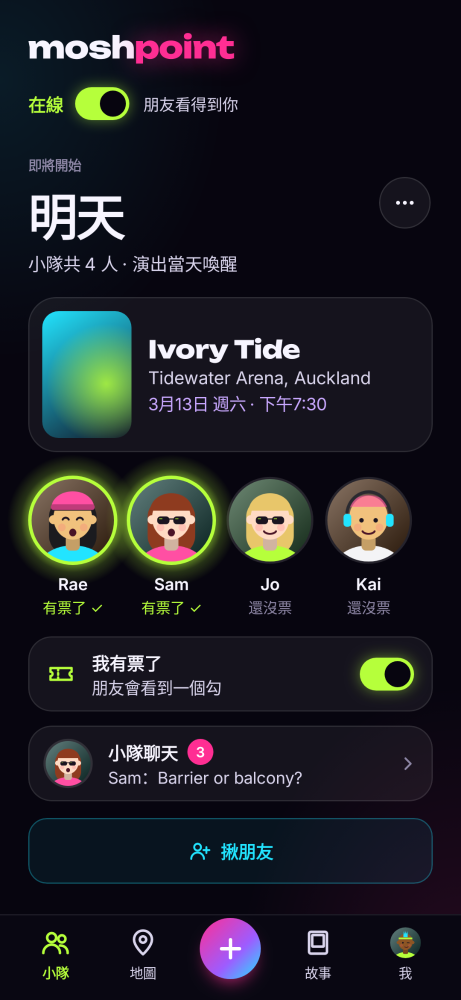 moshpoint
在線 朋友看得到你
即將開始
明天
小隊共 4 人 · 演出當天喚醒
Ivory Tide
Tidewater Arena, Auckland
3月13日 週六 · 下午7:30
Rae Sam Jo Kai
有票了 ✓ 有票了 ✓ 還沒票 還沒票
我有票了
朋友會看到一個勾
小隊聊天 3
Sam：Barrier or balcony?
揪朋友
小隊 地圖 故事 我